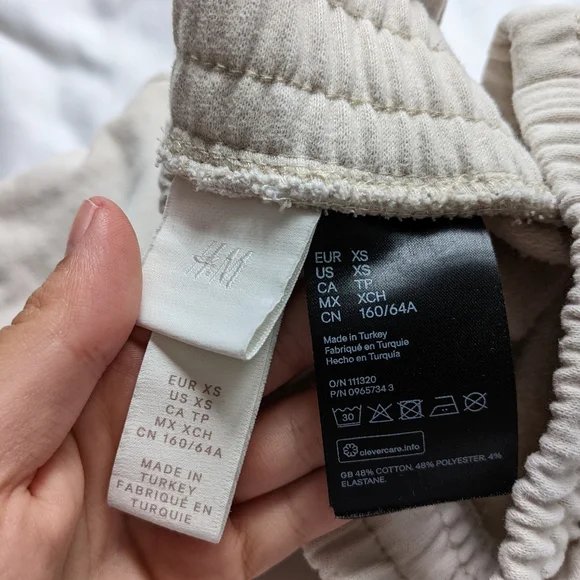 H&M
EUR XS
US XS
CA TP
MX XCH
CN 160/64A
MADE IN
TURKEY
FABRIQUÉ EN
TURQUIE
EUR XS
US XS
CA TP
MX XCH
CN 160/64A
Made in Turkey
Fabriqué en Turquie
Hecho en Turquía
O/N 111320
P/N 0965734 3
30
clevercare.info
GB 48% COTTON, 48% POLYESTER, 4%
ELASTANE.